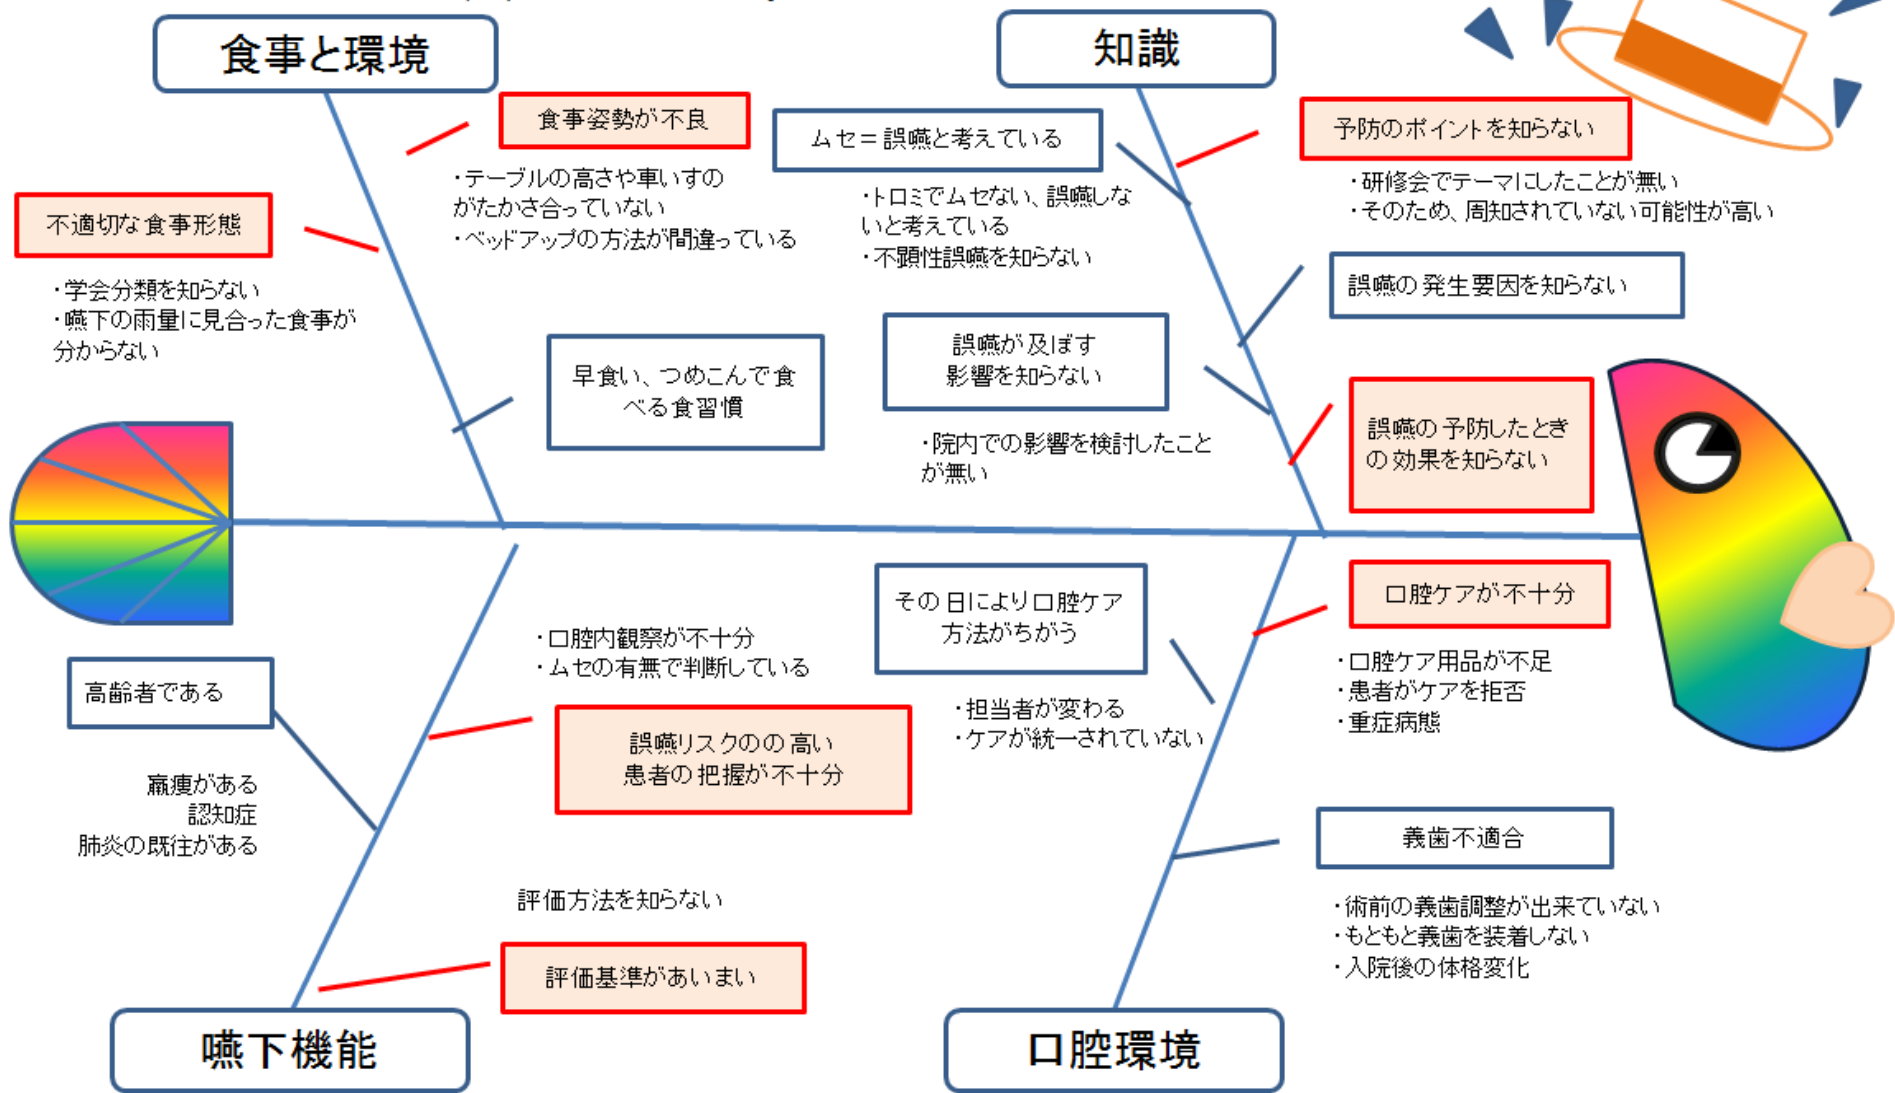 食事と環境
食事姿勢が不良
・テーブルの高さや車いすの
がたかさ合っていない
・ベッドアップの方法が間違っている
不適切な食事形態
・学会分類を知らない
・嚥下の雨量に見合った食事が
分からない
早食い、つめこんで食
べる食習慣
知識
ムセ＝誤嚥と考えている
・トロミでムセない、誤嚥しな
いと考えている
・不顕性誤嚥を知らない
予防のポイントを知らない
・研修会でテーマにしたことが無い
・そのため、周知されていない可能性が高い
誤嚥の発生要因を知らない
誤嚥が及ぼす
影響を知らない
・院内での影響を検討したこと
が無い
誤嚥の予防したとき
の効果を知らない
高齢者である
羸痩がある
認知症
肺炎の既往がある
・口腔内観察が不十分
・ムセの有無で判断している
誤嚥リスクのの高い
患者の把握が不十分
評価方法を知らない
評価基準があいまい
嚥下機能
その日により口腔ケア
方法がちがう
・担当者が変わる
・ケアが統一されていない
口腔ケアが不十分
・口腔ケア用品が不足
・患者がケアを拒否
・重症病態
義歯不適合
・術前の義歯調整が出来ていない
・もともと義歯を装着しない
・入院後の体格変化
口腔環境